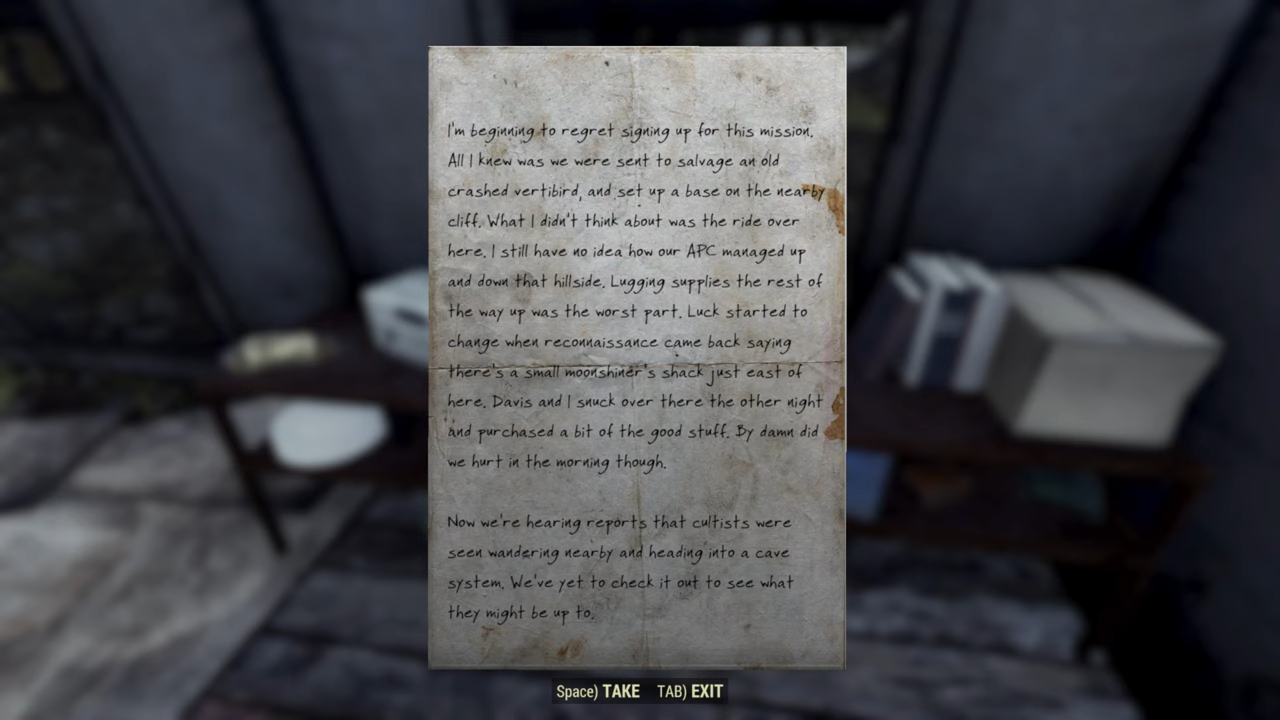 I'm beginning to regret signing up for this mission.
All I knew was we were sent to salvage an old
crashed vertibird, and set up a base on the nearby
cliff. What I didn't think about was the ride over
here. I still have no idea how our APC managed up
and down that hillside. Lugging supplies the rest of
the way up was the worst part. Luck started to
change when reconnaissance came back saying
there's a small moonshiner's shack just east of
here. Davis and I snuck over there the other night
and purchased a bit of the good stuff. By damn did
we hurt in the morning though.
Now we're hearing reports that cultists were
seen wandering nearby and heading into a cave
system. We've yet to check it out to see what
they might be up to.
Space) TAKE TAB) EXIT